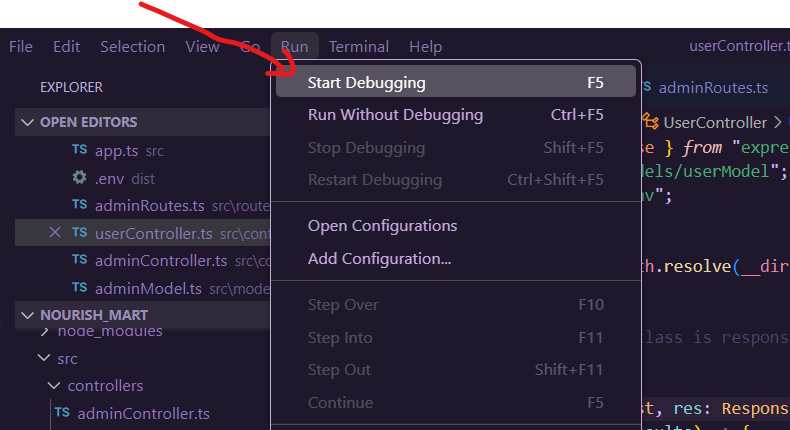 File Edit Selection View Go Run Terminal Help userController.t
EXPLORER
OPEN EDITORS
TS app.ts src
.env dist
TS adminRoutes.ts src\route
TS userController.ts src\cont
TS adminController.ts src\co
TS adminModel.ts src\mode
NOURISH_MART
node_modules
src
controllers
TS adminController.ts
Start Debugging F5
Run Without Debugging Ctrl+F5
Stop Debugging Shift+F5
Restart Debugging Ctrl+Shift+F5
Open Configurations
Add Configuration...
Step Over F10
Step Into F11
Step Out Shift+F11
Continue F5
TS adminRoutes.ts
UserController
se } from "expre
dels/userModel";
nv";
th.resolve(__dir
lass is respons
st, res: Respons